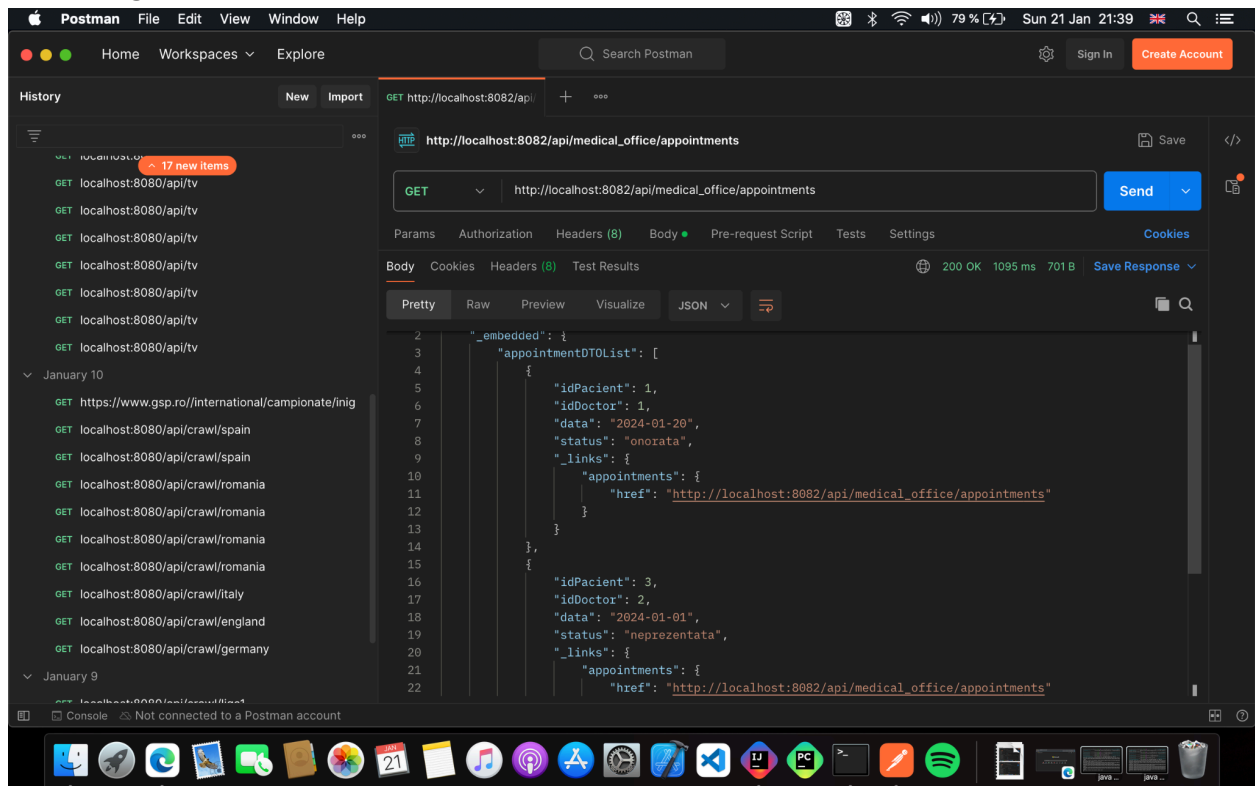 Postman File Edit View Window Help 79 % Sun 21 Jan 21:39
Home Workspaces Explore Search Postman Sign In Create Account
History New Import GET http://localhost:8082/api/
http://localhost:8082/api/medical_office/appointments Save
17 new items
GET localhost:8080/api/tv
GET localhost:8080/api/tv
GET localhost:8080/api/tv
GET localhost:8080/api/tv
GET localhost:8080/api/tv
GET localhost:8080/api/tv
GET localhost:8080/api/tv
January 10
GET https://www.gsp.ro//international/campionate/inig
GET localhost:8080/api/crawl/spain
GET localhost:8080/api/crawl/spain
GET localhost:8080/api/crawl/romania
GET localhost:8080/api/crawl/romania
GET localhost:8080/api/crawl/romania
GET localhost:8080/api/crawl/romania
GET localhost:8080/api/crawl/italy
GET localhost:8080/api/crawl/england
GET localhost:8080/api/crawl/germany
January 9
GET http://localhost:8082/api/medical_office/appointments Send
Params Authorization Headers (8) Body Pre-request Script Tests Settings Cookies
Body Cookies Headers (8) Test Results 200 OK 1095 ms 701 B Save Response
Pretty Raw Preview Visualize JSON
2 "_embedded": {
3 "appointmentDTOList": [
4 {
5 "idPacient": 1,
6 "idDoctor": 1,
7 "data": "2024-01-20",
8 "status": "onorata",
9 "_links": {
10 "appointments": {
11 "href": "http://localhost:8082/api/medical_office/appointments"
12 }
13 }
14 },
15 {
16 "idPacient": 3,
17 "idDoctor": 2,
18 "data": "2024-01-01",
19 "status": "neprezentata",
20 "_links": {
21 "appointments": {
22 "href": "http://localhost:8082/api/medical_office/appointments"
Console Not connected to a Postman account
JAN
21
IJ
PC
java ...
java ...